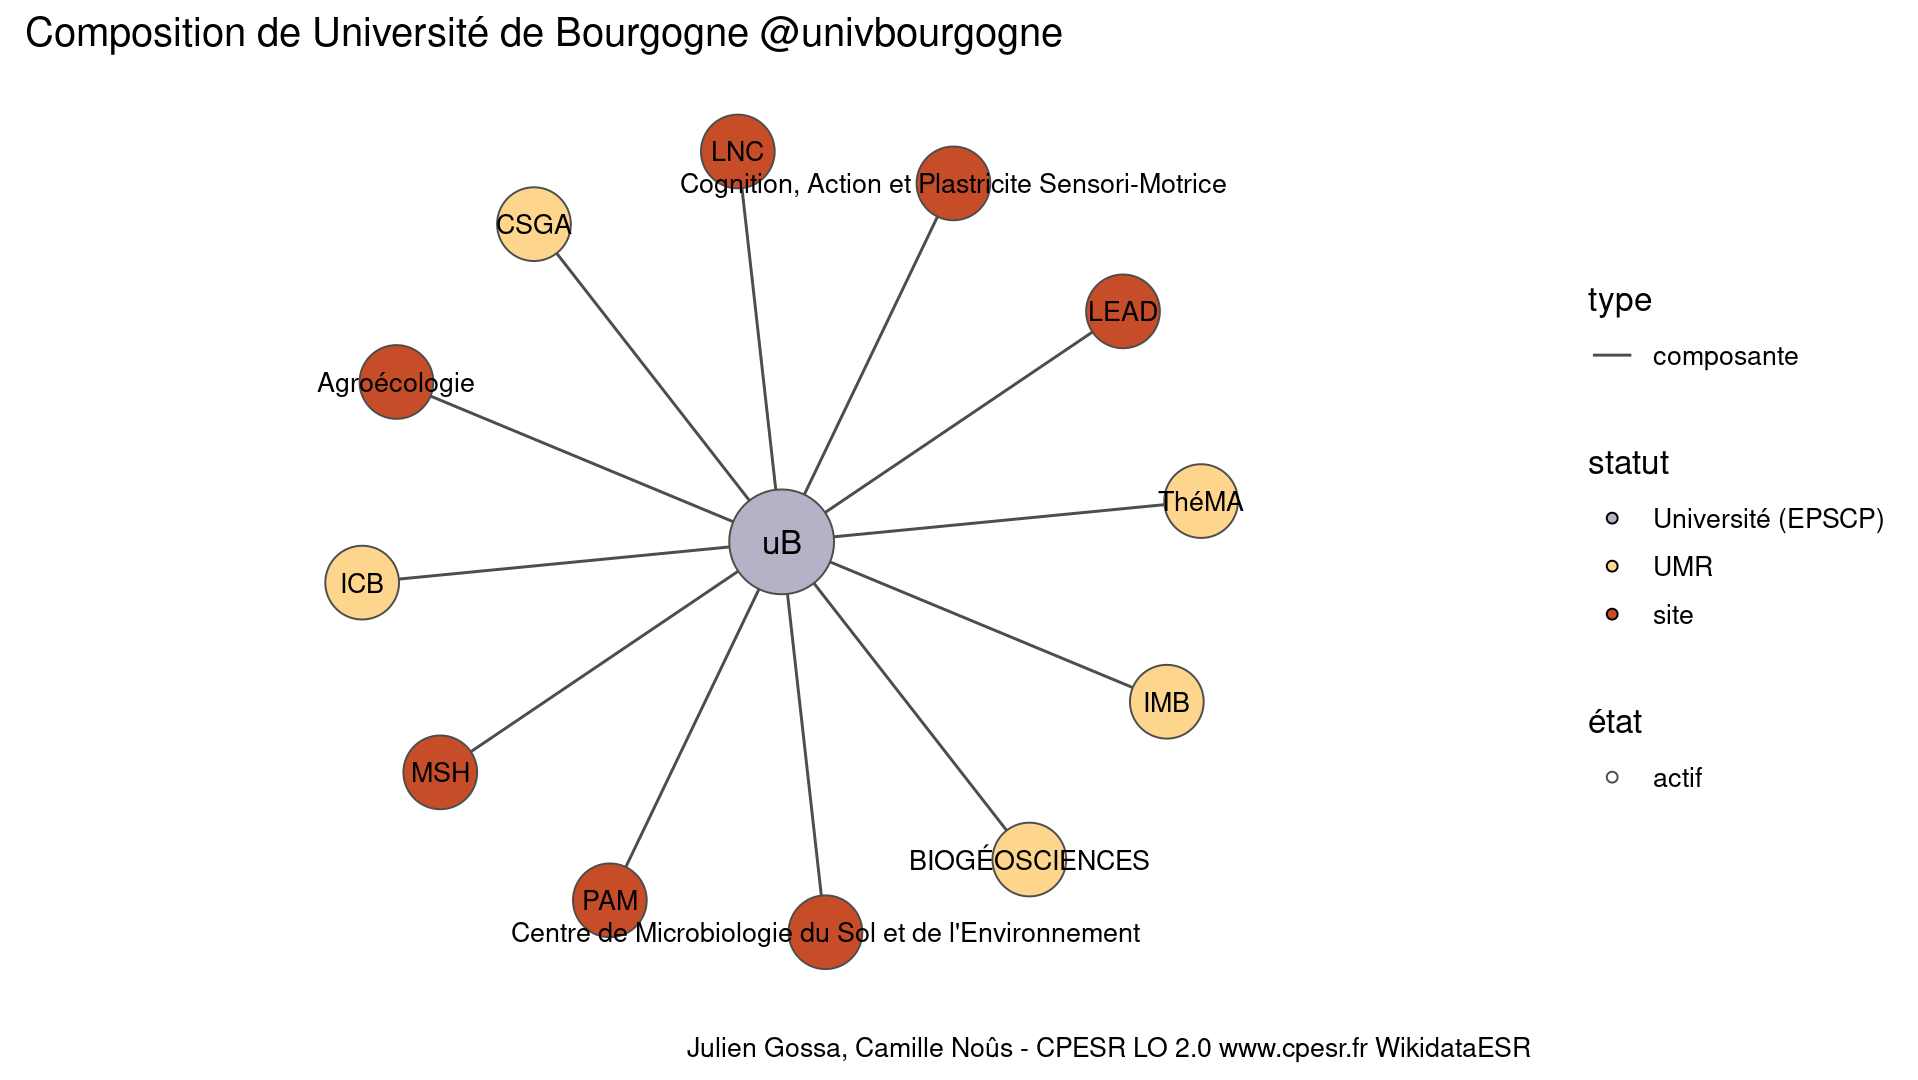 Composition de Université de Bourgogne @univbourgogne
LNC
Cognition, Action et Plastricite Sensori-Motrice
CSGA
LEAD
Agroécologie
ThéMA
uB
ICB
IMB
MSH
BIOGÉOSCIENCES
PAM
Centre de Microbiologie du Sol et de l'Environnement
type
composante
statut
Université (EPSCP)
UMR
site
état
actif
Julien Gossa, Camille Noûs - CPESR LO 2.0 www.cpesr.fr WikidataESR